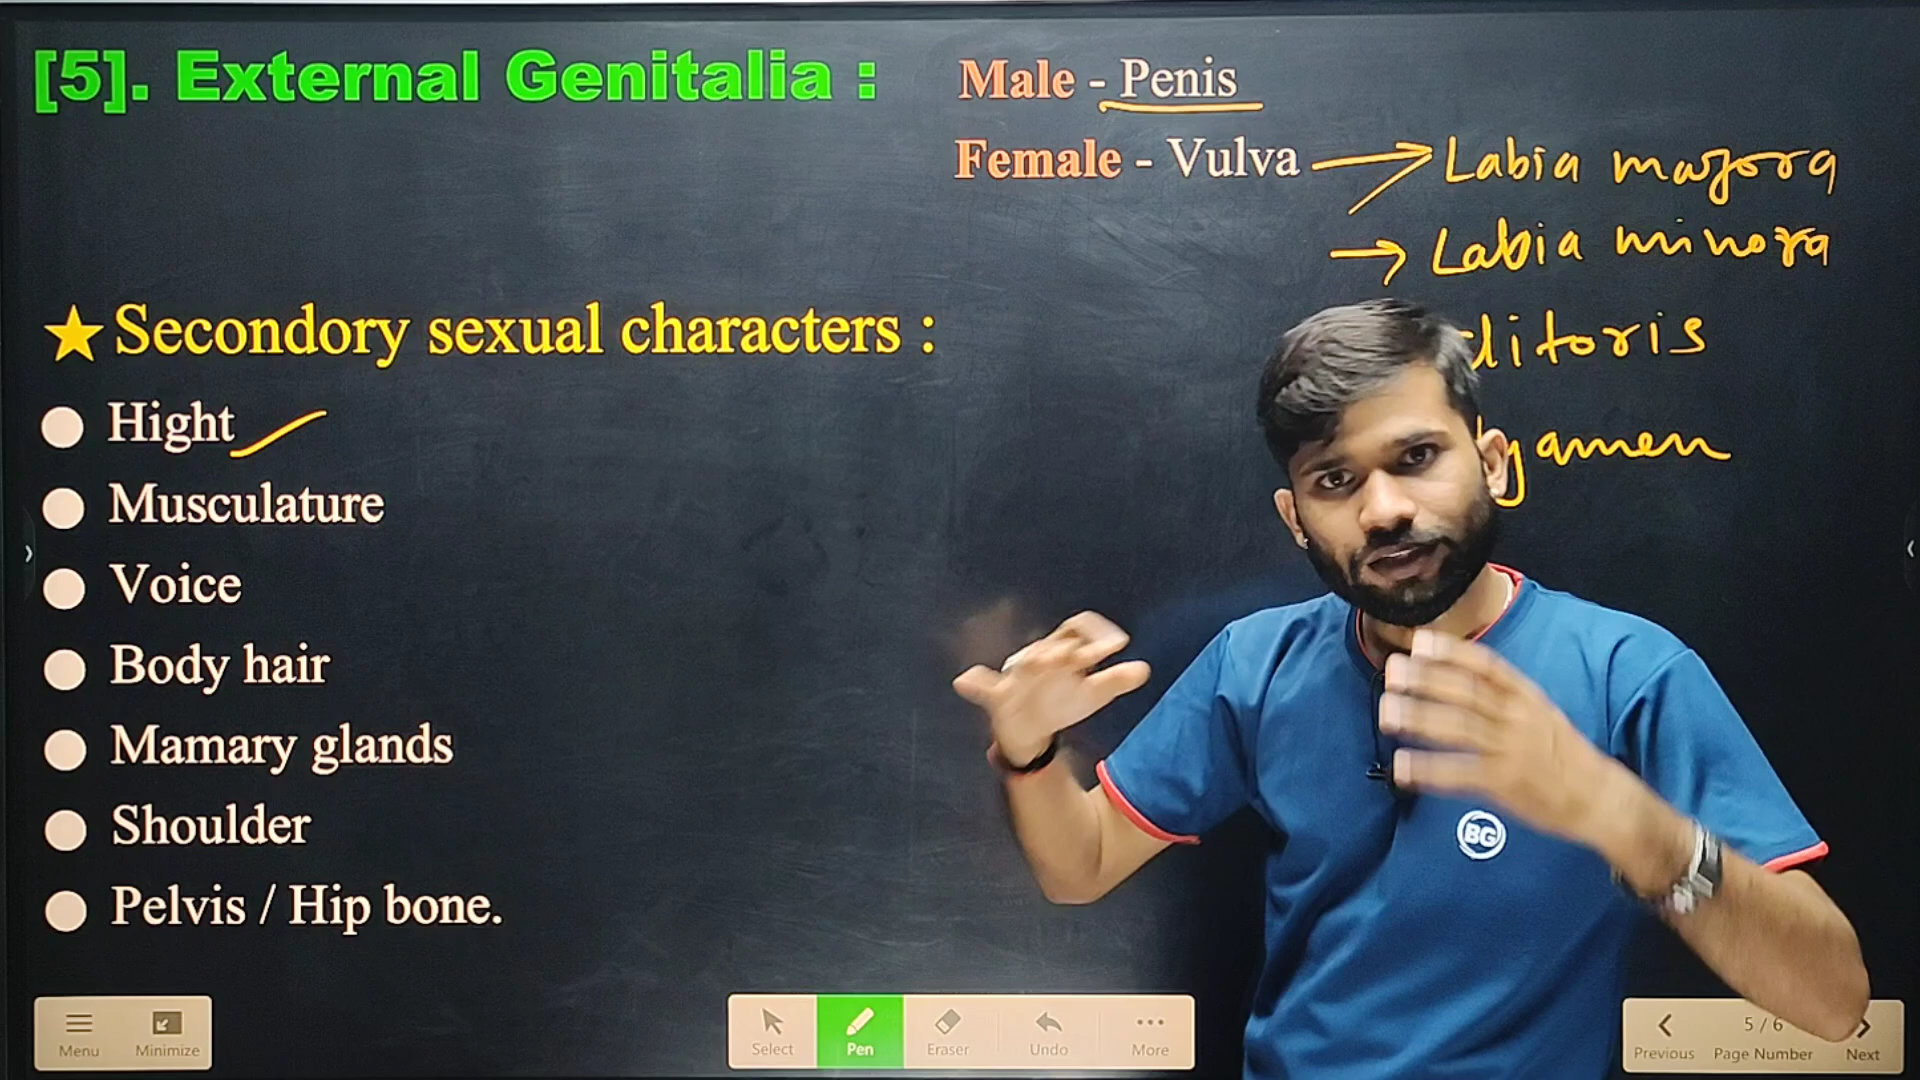 [5]. External Genitalia :
Male - Penis
Female - Vulva → Labia majora
→ Labia minora
clitoris
★ Secondory sexual characters :
Hight
Musculature
Voice
Body hair
Mamary glands
Shoulder
Pelvis / Hip bone.
BG
Menu
Minimize
Select
Pen
Eraser
Undo
More
5 / 6
Previous
Page Number
Next